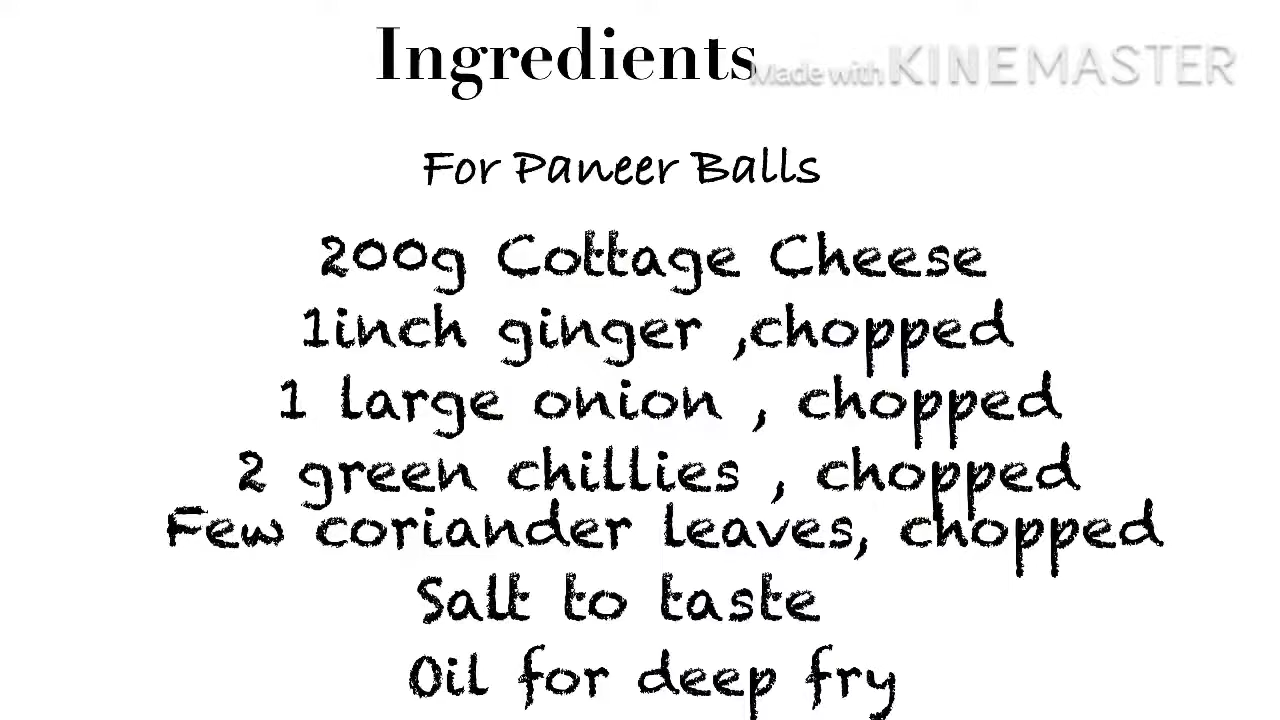 Ingredients
Made with KINEMASTER
For Paneer Balls
200g Cottage Cheese
1inch ginger ,chopped
1 large onion , chopped
2 green chillies , chopped
Few coriander leaves, chopped
Salt to taste
Oil for deep fry